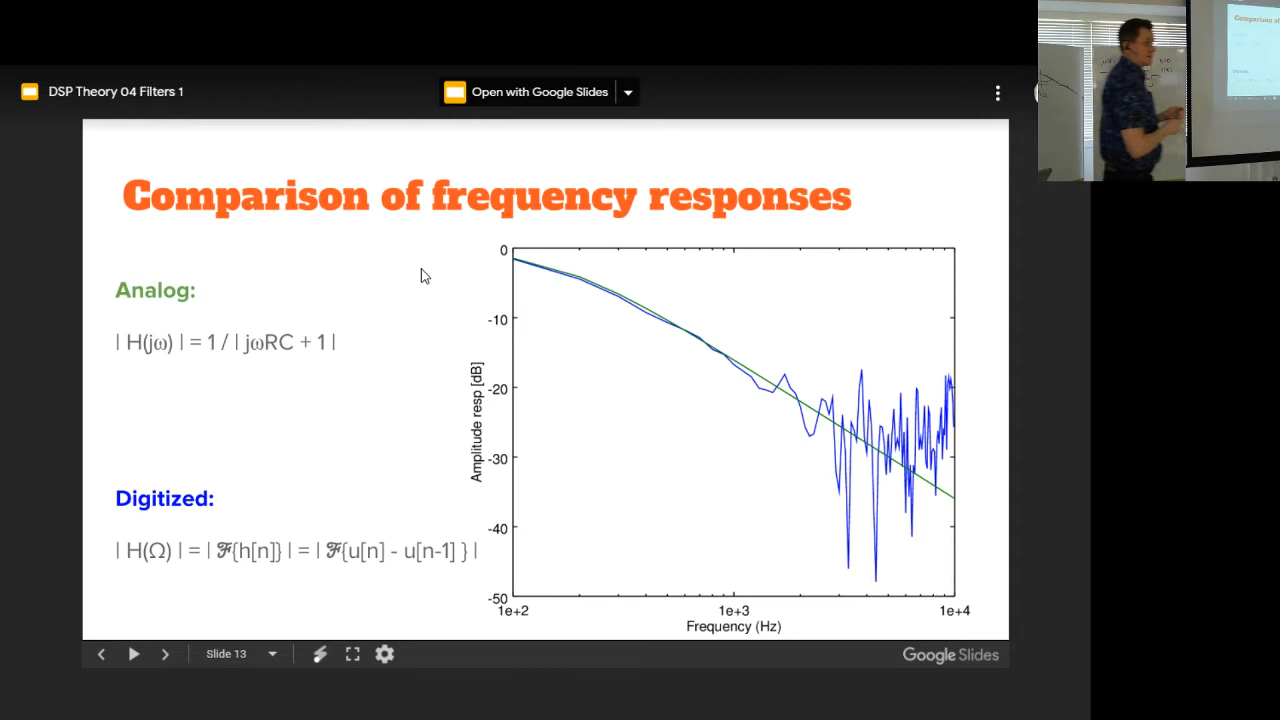 DSP Theory 04 Filters 1
Open with Google Slides
Comparison of frequency responses
Analog:
| H(jω) | = 1 / | jωRC + 1 |
Digitized:
| H(Ω) | = | ℱ{h[n]} | = | ℱ{u[n] - u[n-1] } |
Amplitude resp [dB]
0
-10
-20
-30
-40
-50
1e+2
1e+3
1e+4
Frequency (Hz)
Slide 13
Google Slides
Comparison of